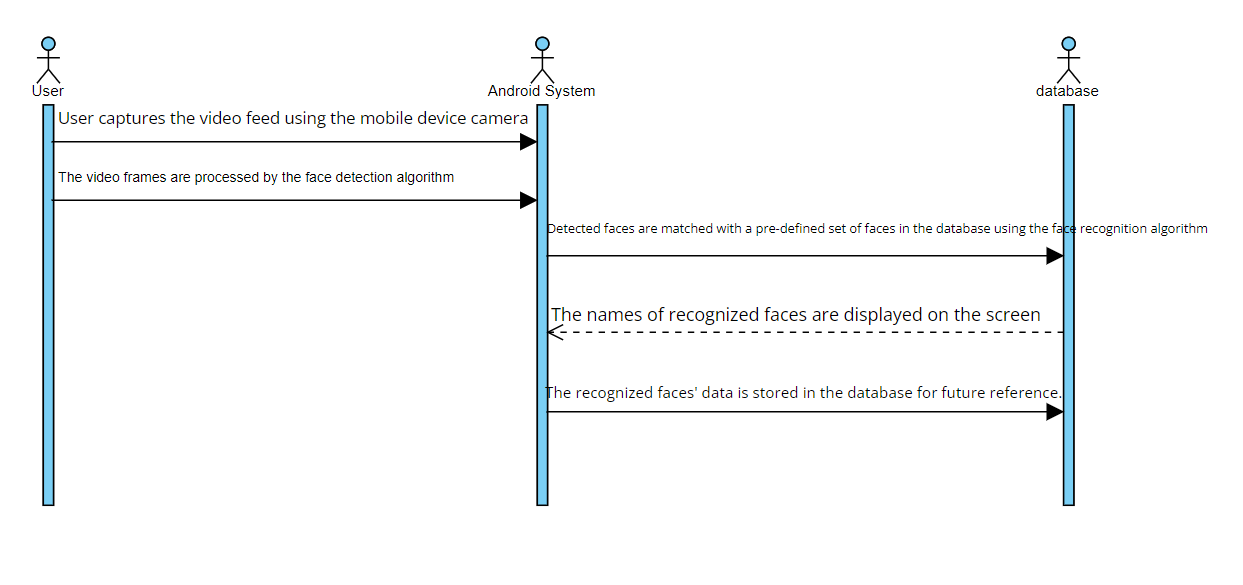 User
Android System
database
User captures the video feed using the mobile device camera
The video frames are processed by the face detection algorithm
Detected faces are matched with a pre-defined set of faces in the database using the face recognition algorithm
The names of recognized faces are displayed on the screen
The recognized faces' data is stored in the database for future reference.